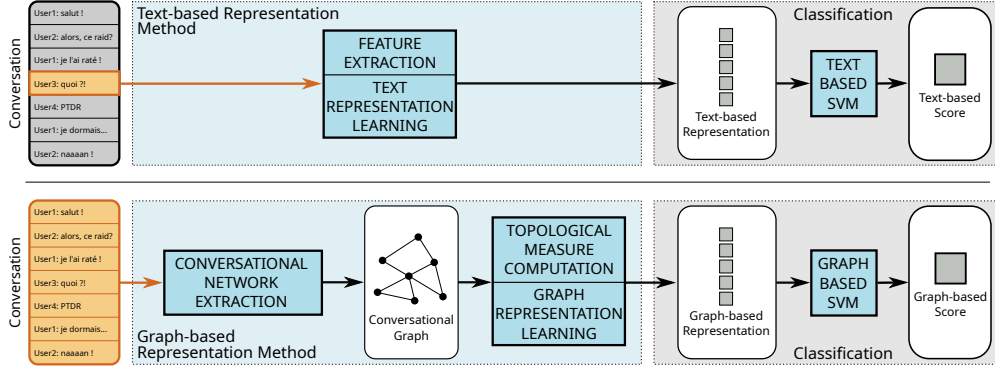 Conversation
User1: salut !
User2: alors, ce raid?
User1: je l'ai raté !
User3: quoi ?!
User4: PTDR
User1: je dormais...
User2: naaaan !
Text-based Representation
Method
FEATURE
EXTRACTION
TEXT
REPRESENTATION
LEARNING
Classification
Text-based
Representation
TEXT
BASED
SVM
Text-based
Score
Conversation
User1: salut !
User2: alors, ce raid?
User1: je l'ai raté !
User3: quoi ?!
User4: PTDR
User1: je dormais...
User2: naaaan !
CONVERSATIONAL
NETWORK
EXTRACTION
Graph-based
Representation Method
Conversational
Graph
TOPOLOGICAL
MEASURE
COMPUTATION
GRAPH
REPRESENTATION
LEARNING
Graph-based
Representation
GRAPH
BASED
SVM
Graph-based
Score
Classification